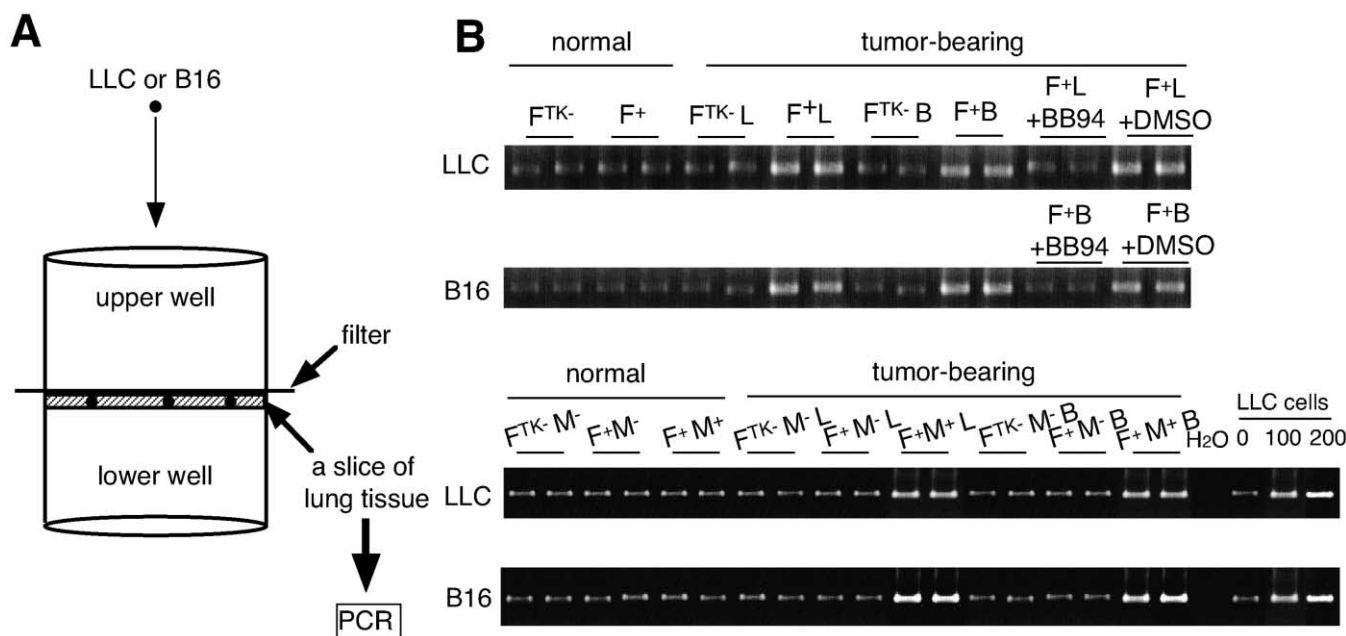 A
LLC or B16
upper well
filter
lower well
a slice of
lung tissue
PCR
B
normal tumor-bearing
FTK- F+ FTK- L F+L FTK- B F+B F+L +BB94 F+L +DMSO
LLC
F+B +BB94 F+B +DMSO
B16
normal tumor-bearing
FTK- M- F+M- F+ M+ FTK- M- L F+ M- L F+M+ L FTK- M- B F+ M- B F+ M+ B H2O LLC cells
0 100 200
LLC
B16